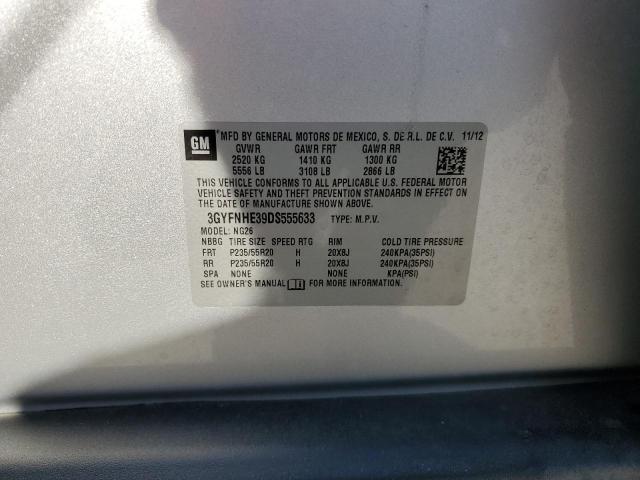 GM
MFD BY GENERAL MOTORS DE MEXICO, S. DE R.L. DE C.V. 11/12
GVWR GAWR FRT GAWR RR
2520 KG 1410 KG 1300 KG
5556 LB 3108 LB 2866 LB
THIS VEHICLE CONFORMS TO ALL APPLICABLE U.S. FEDERAL MOTOR
VEHICLE SAFETY AND THEFT PREVENTION STANDARDS IN EFFECT ON
THE DATE OF MANUFACTURE SHOWN ABOVE.
3GYFNHE39DS555633 TYPE: M.P.V.
MODEL: NG26
NBBG TIRE SIZE SPEED RTG RIM COLD TIRE PRESSURE
FRT P235/55R20 H 20X8J 240KPA(35PSI)
RR P235/55R20 H 20X8J 240KPA(35PSI)
SPA NONE NONE KPA(PSI)
SEE OWNER'S MANUAL FOR MORE INFORMATION.